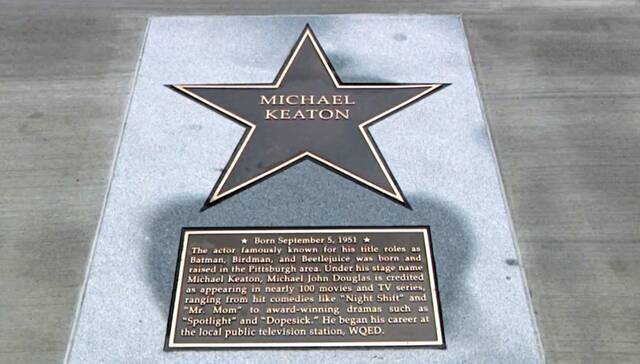 MICHAEL
KEATON
★ Born September 5, 1951 ★
The actor famously known for his title roles as
Batman, Birdman, and Beetlejuice was born and
raised in the Pittsburgh area. Under his stage name
Michael Keaton, Michael John Douglas is credited
as appearing in nearly 100 movies and TV series,
ranging from hit comedies like "Night Shift" and
"Mr. Mom" to award-winning dramas such as
"Spotlight" and "Dopesick." He began his career at
the local public television station, WQED.